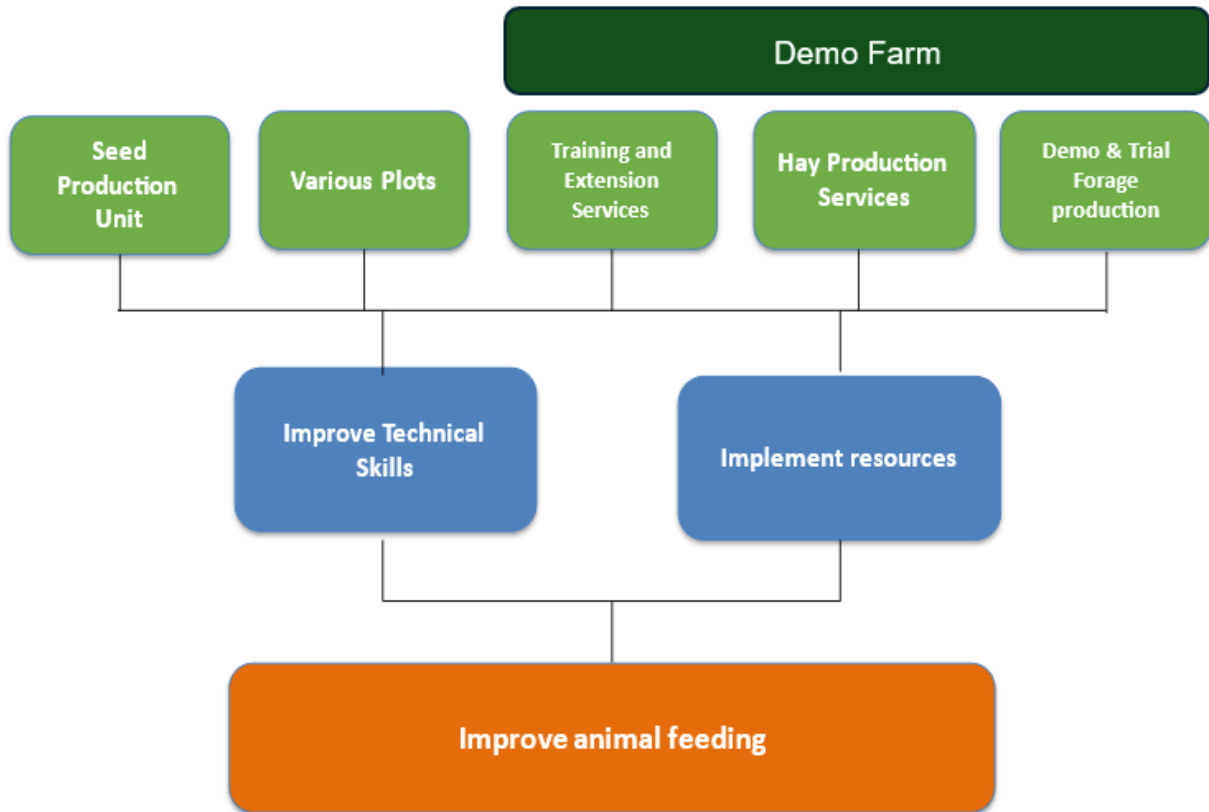 Demo Farm
Seed
Production
Unit
Various Plots
Training and
Extension
Services
Hay Production
Services
Demo & Trial
Forage
production
Improve Technical
Skills
Implement resources
Improve animal feeding